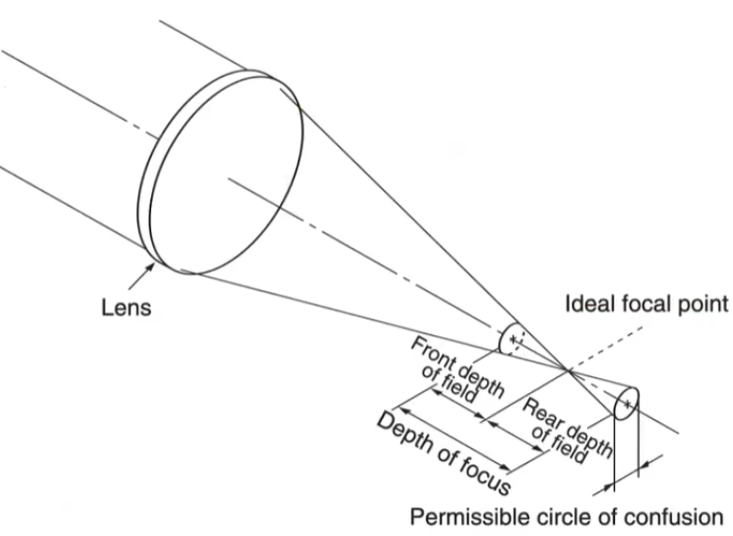 Lens
Ideal focal point
Front depth
of field
Rear depth
of field
Depth of focus
Permissible circle of confusion